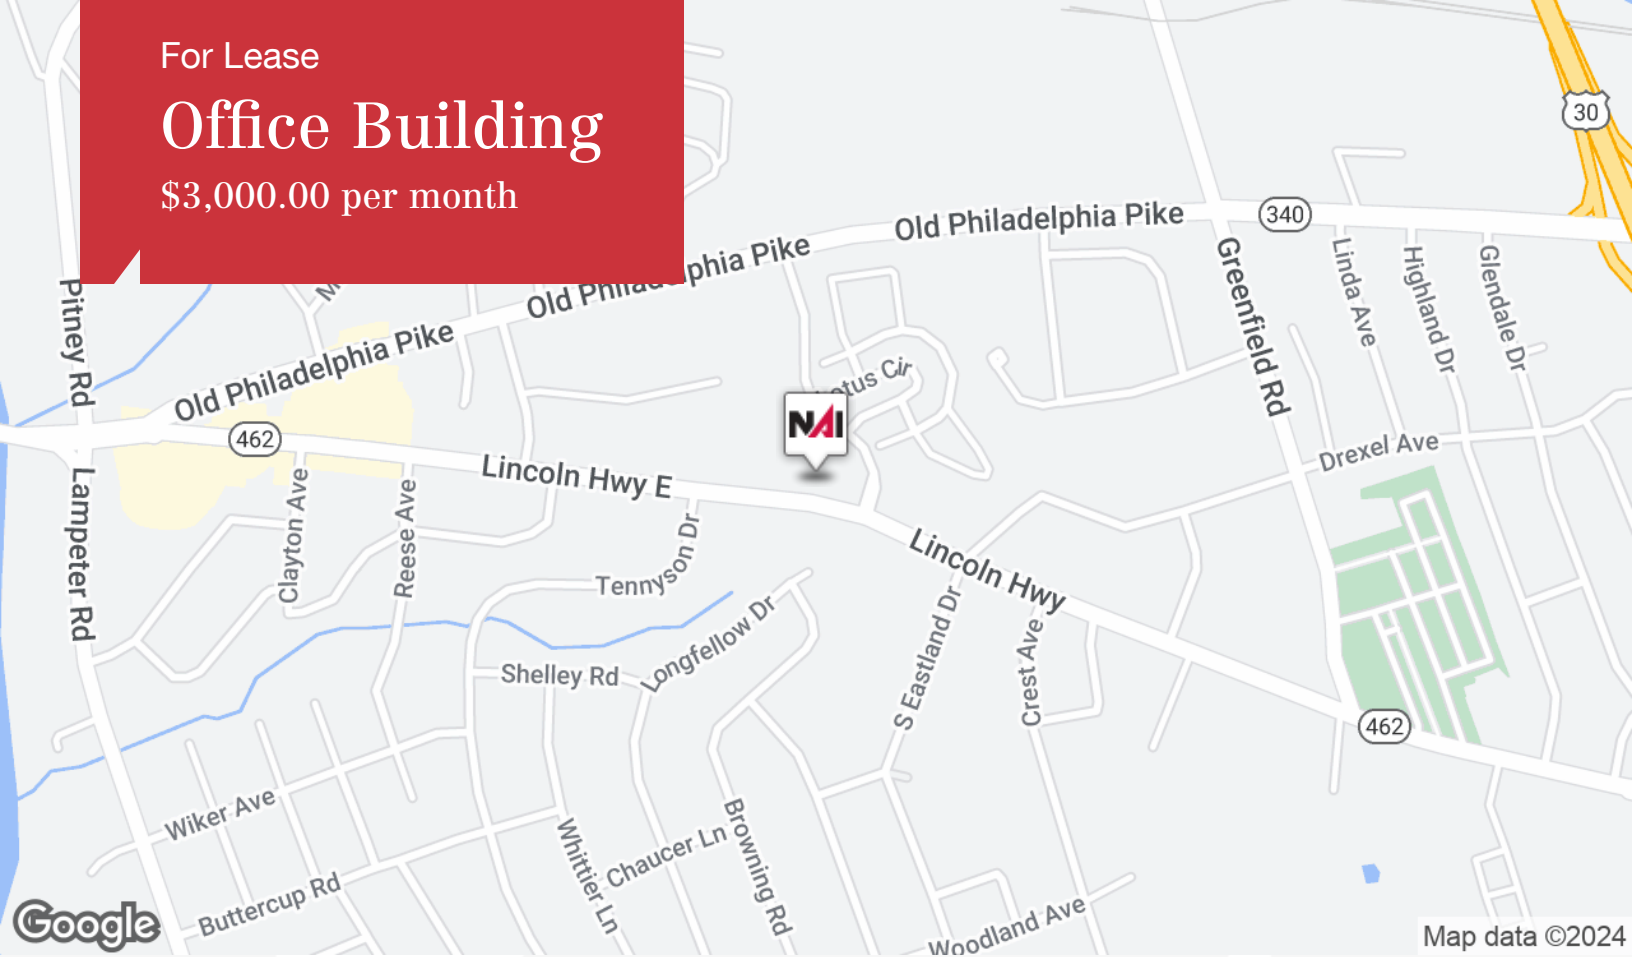 For Lease
Office Building
$3,000.00 per month
30
Old Philadelphia Pike
340
Old Philadelphia Pike
Old Philadelphia Pike
Pitney Rd
Greenfield Rd
Linda Ave
Highland Dr
Glendale Dr
Lotus Cir
NAI
462
Lincoln Hwy E
Drexel Ave
Clayton Ave
Reese Ave
Lampeter Rd
Tennyson Dr
Lincoln Hwy
Longfellow Dr
S Eastland Dr
Crest Ave
Shelley Rd
462
Wiker Ave
Whittier Ln
Chaucer Ln
Browning Rd
Buttercup Rd
Woodland Ave
Google
Map data ©2024